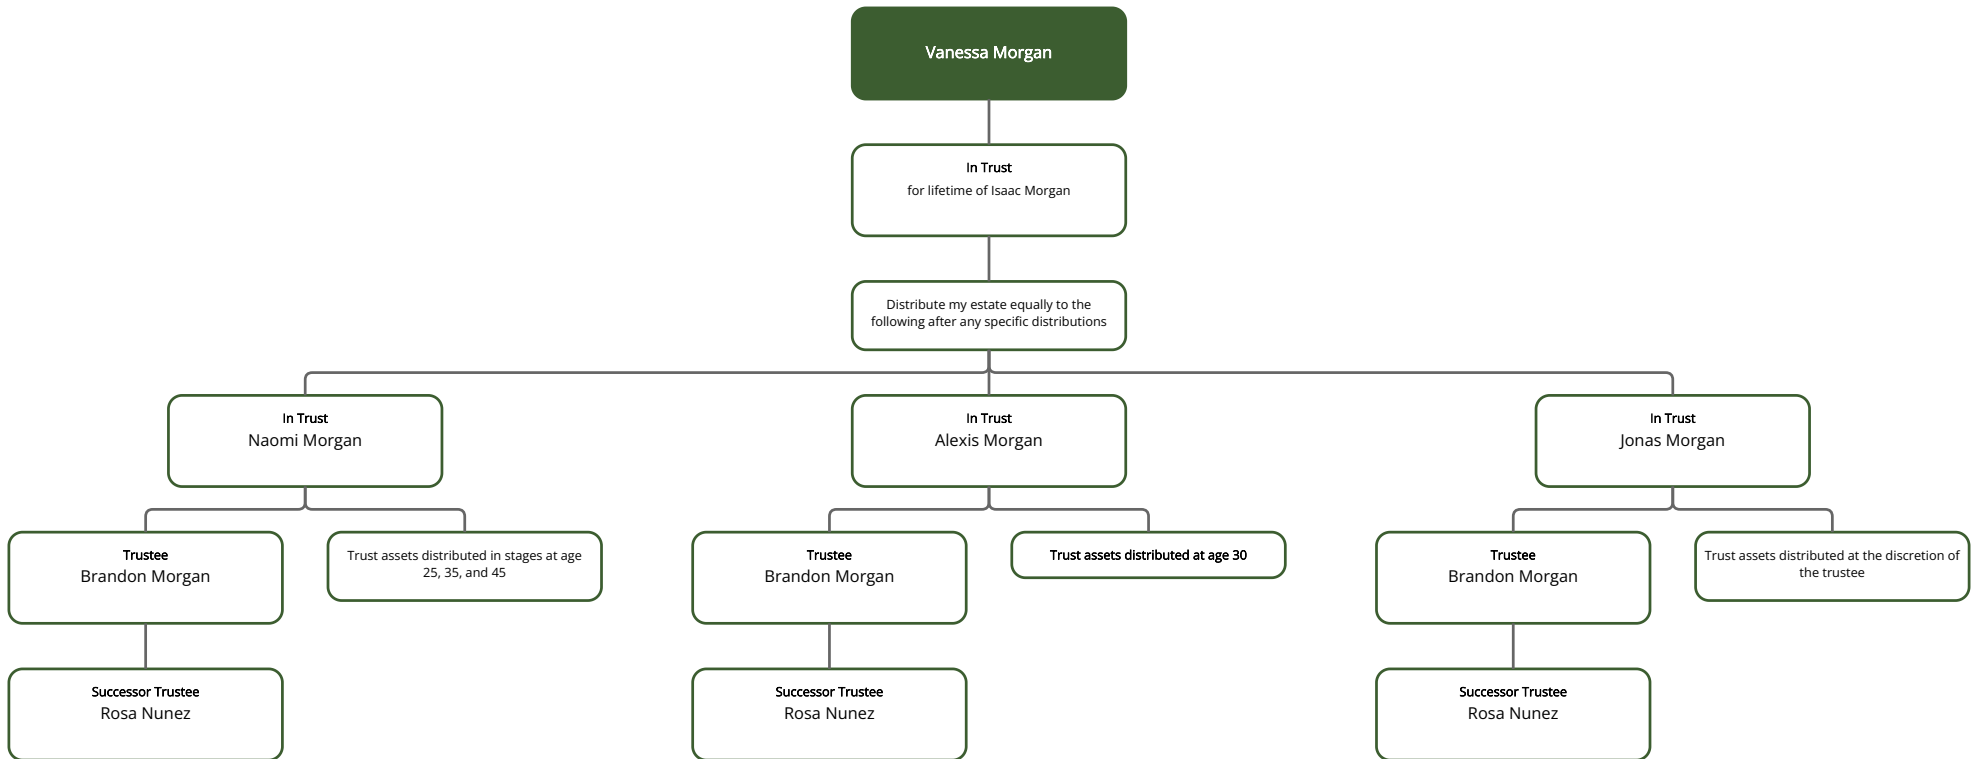 Vanessa Morgan
In Trust
for lifetime of Isaac Morgan
Distribute my estate equally to the
following after any specific distributions
In Trust
Naomi Morgan
In Trust
Alexis Morgan
In Trust
Jonas Morgan
Trustee
Brandon Morgan
Trust assets distributed in stages at age
25, 35, and 45
Trustee
Brandon Morgan
Trust assets distributed at age 30
Trustee
Brandon Morgan
Trust assets distributed at the discretion of
the trustee
Successor Trustee
Rosa Nunez
Successor Trustee
Rosa Nunez
Successor Trustee
Rosa Nunez